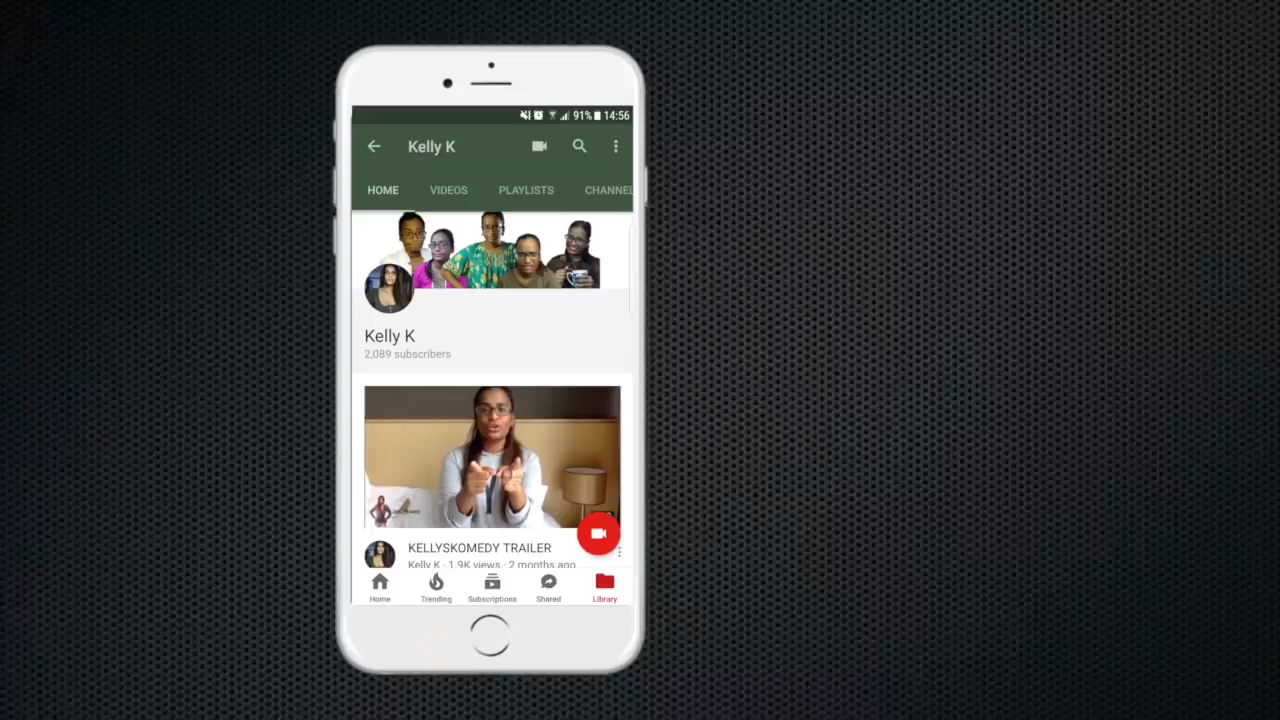 91% 14:56
Kelly K
HOME VIDEOS PLAYLISTS CHANNEL
Kelly K
2,089 subscribers
KELLYSKOMEDY TRAILER
Kelly K · 1.9K views · 2 months ago
Home Trending Subscriptions Shared Library